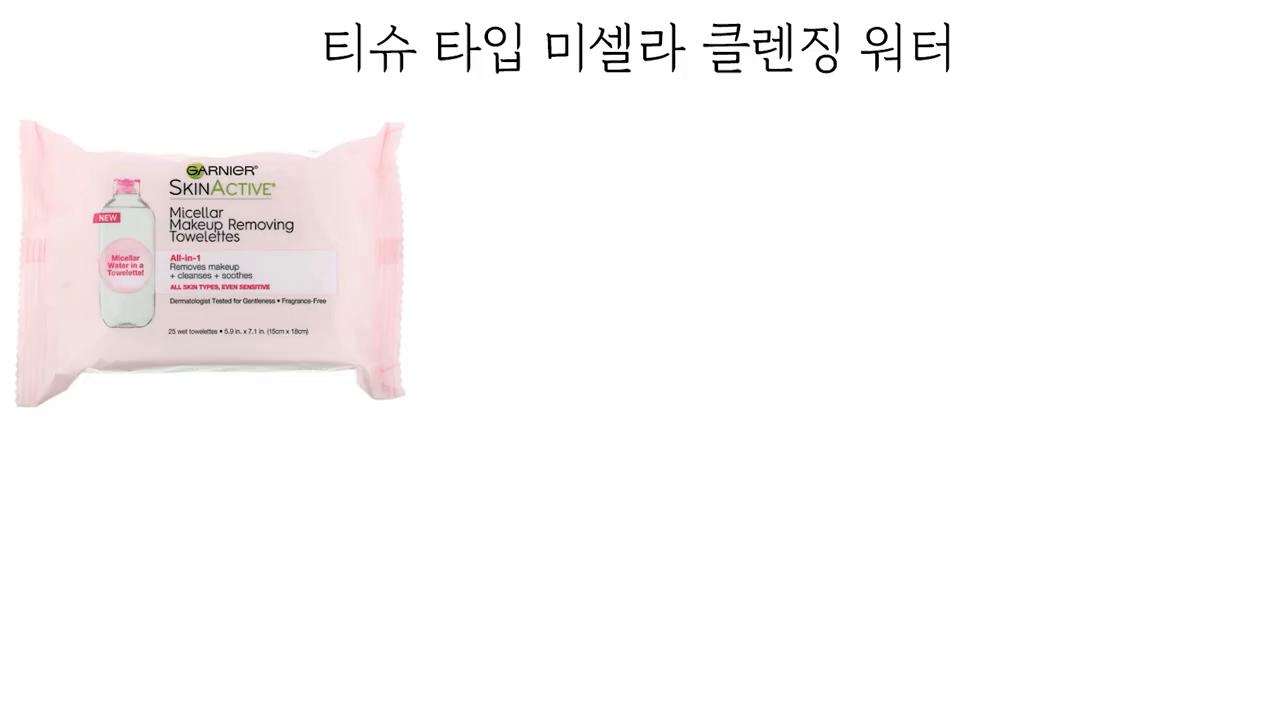 티슈 타입 미셀라 클렌징 워터
GARNIER®
SKINACTIVE®
Micellar
Makeup Removing
Towelettes
NEW
Micellar
Water in a
Towelette!
All-in-1
Removes makeup
+ cleanses + soothes
ALL SKIN TYPES, EVEN SENSITIVE
Dermatologist Tested for Gentleness • Fragrance-Free
25 wet towelettes • 5.9 in. x 7.1 in. (15cm x 18cm)